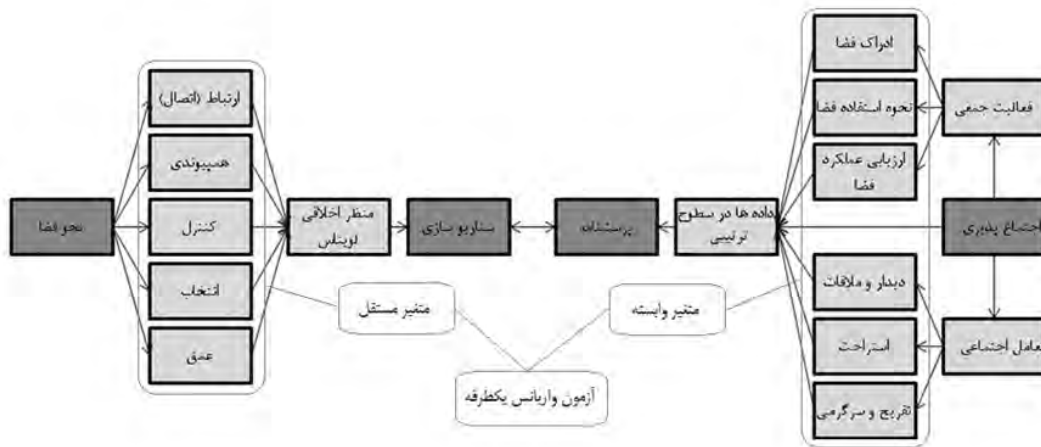 ادراک فضا
نحوه استفاده فضا
ارزیابی عملکرد
فضا
فعالیت جمعی
اجتماع پذیری
تعامل اجتماعی
دیدار و ملاقات
استراحت
تفریح و سرگرمی
داده ها در سطوح
ترتیبی
پرسشنامه
سناریو سازی
منظر اخلاقی
لوینتلس
ارتباط (اتصال)
همپیوندی
کنترل
انتخاب
عمق
نحو فضا
متغیر وابسته
متغیر مستقل
آزمون واریانس یکطرفه